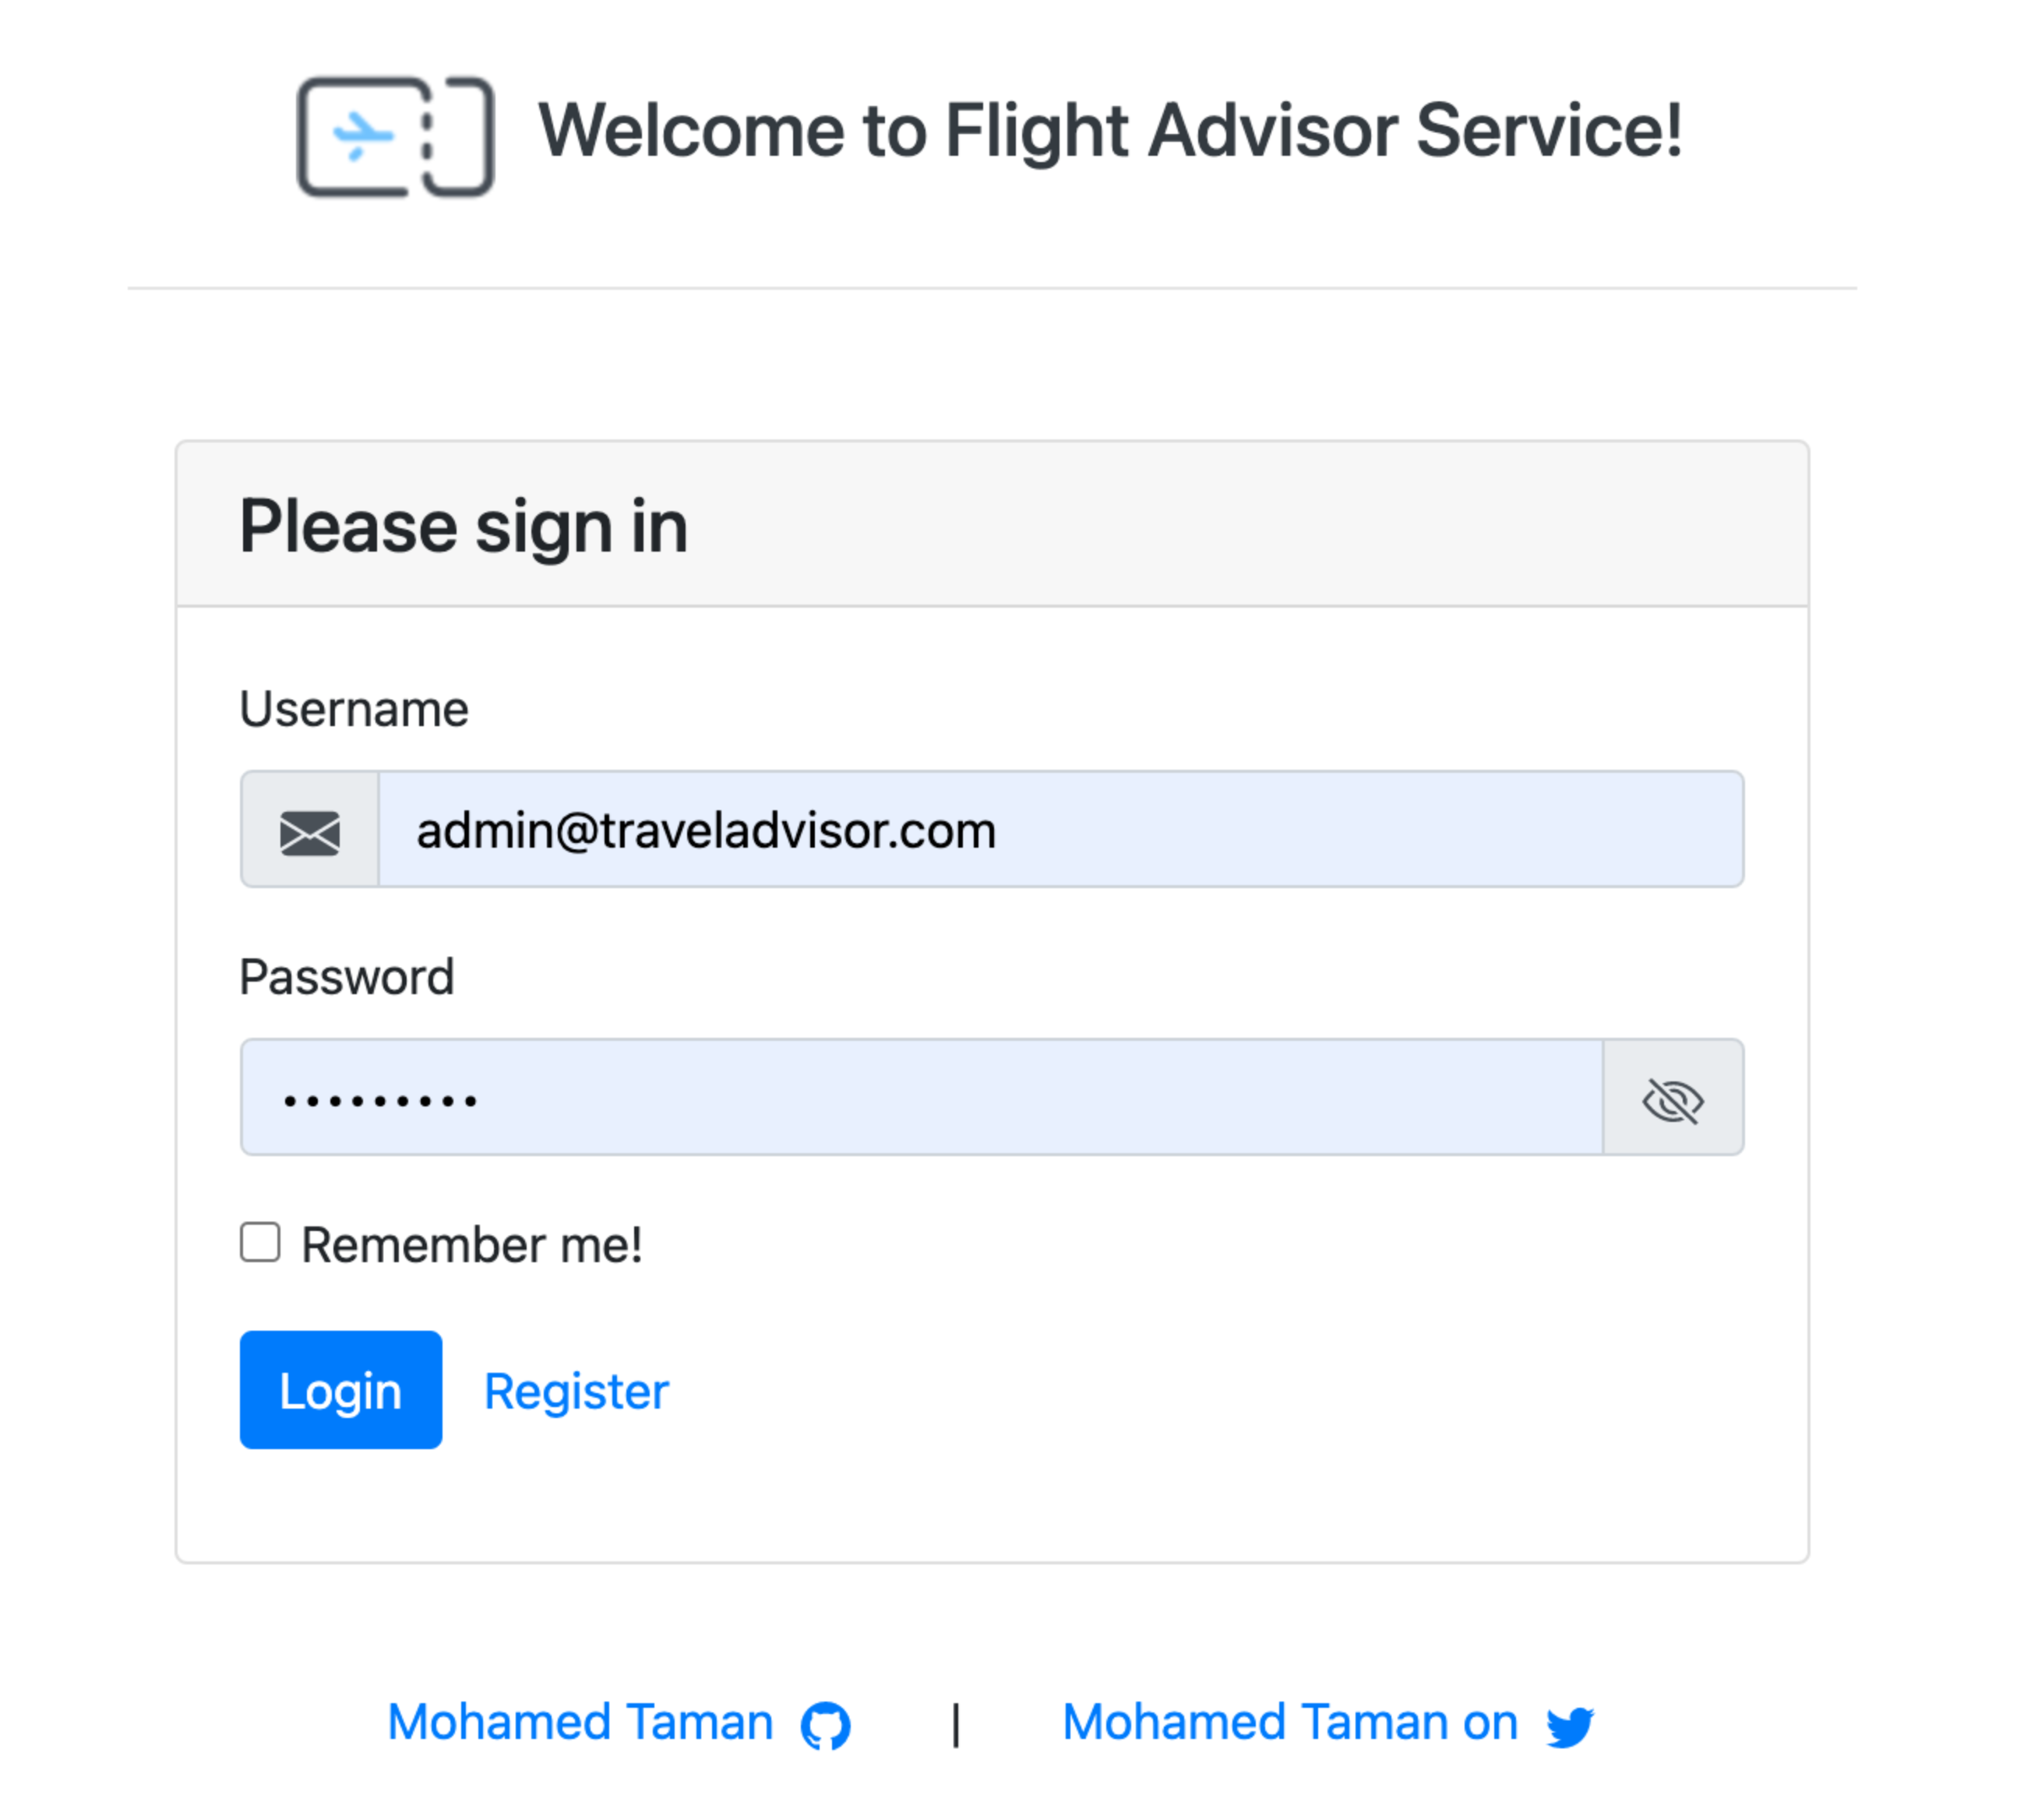 Welcome to Flight Advisor Service!
Please sign in
Username
admin@traveladvisor.com
Password
•••••••••
Remember me!
Login Register
Mohamed Taman | Mohamed Taman on